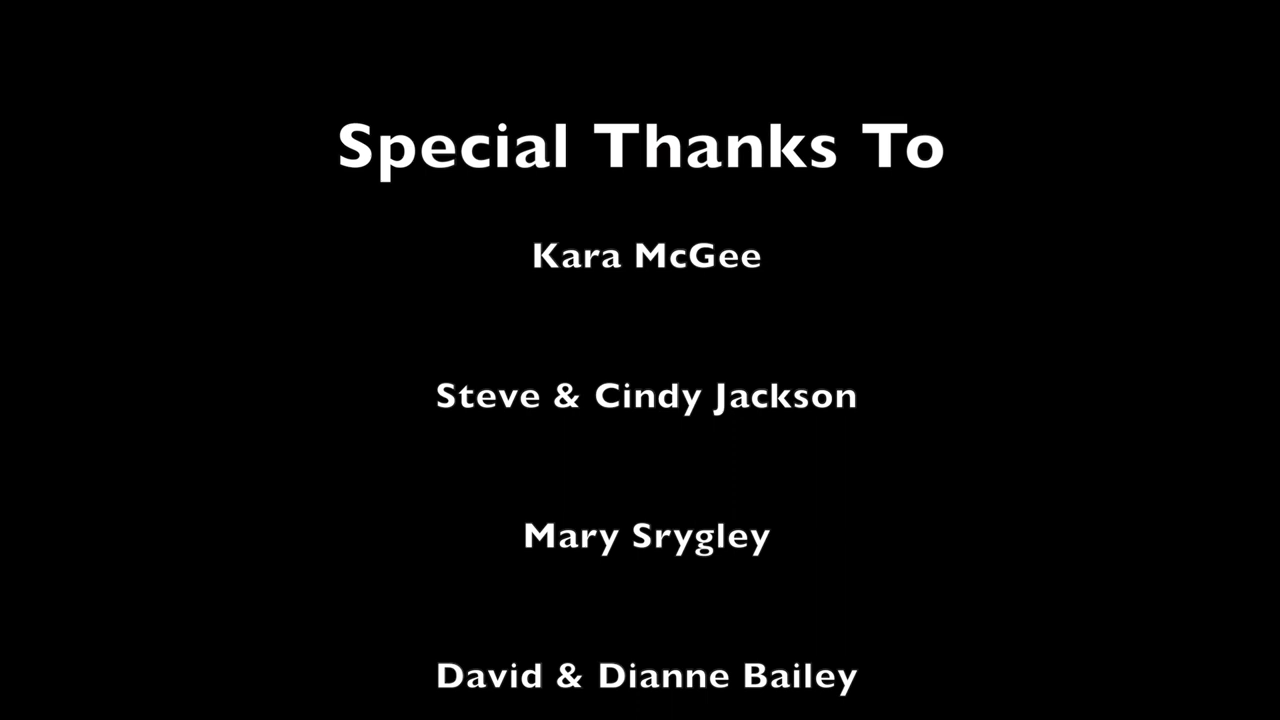 Special Thanks To
Kara McGee
Steve & Cindy Jackson
Mary Srygley
David & Dianne Bailey